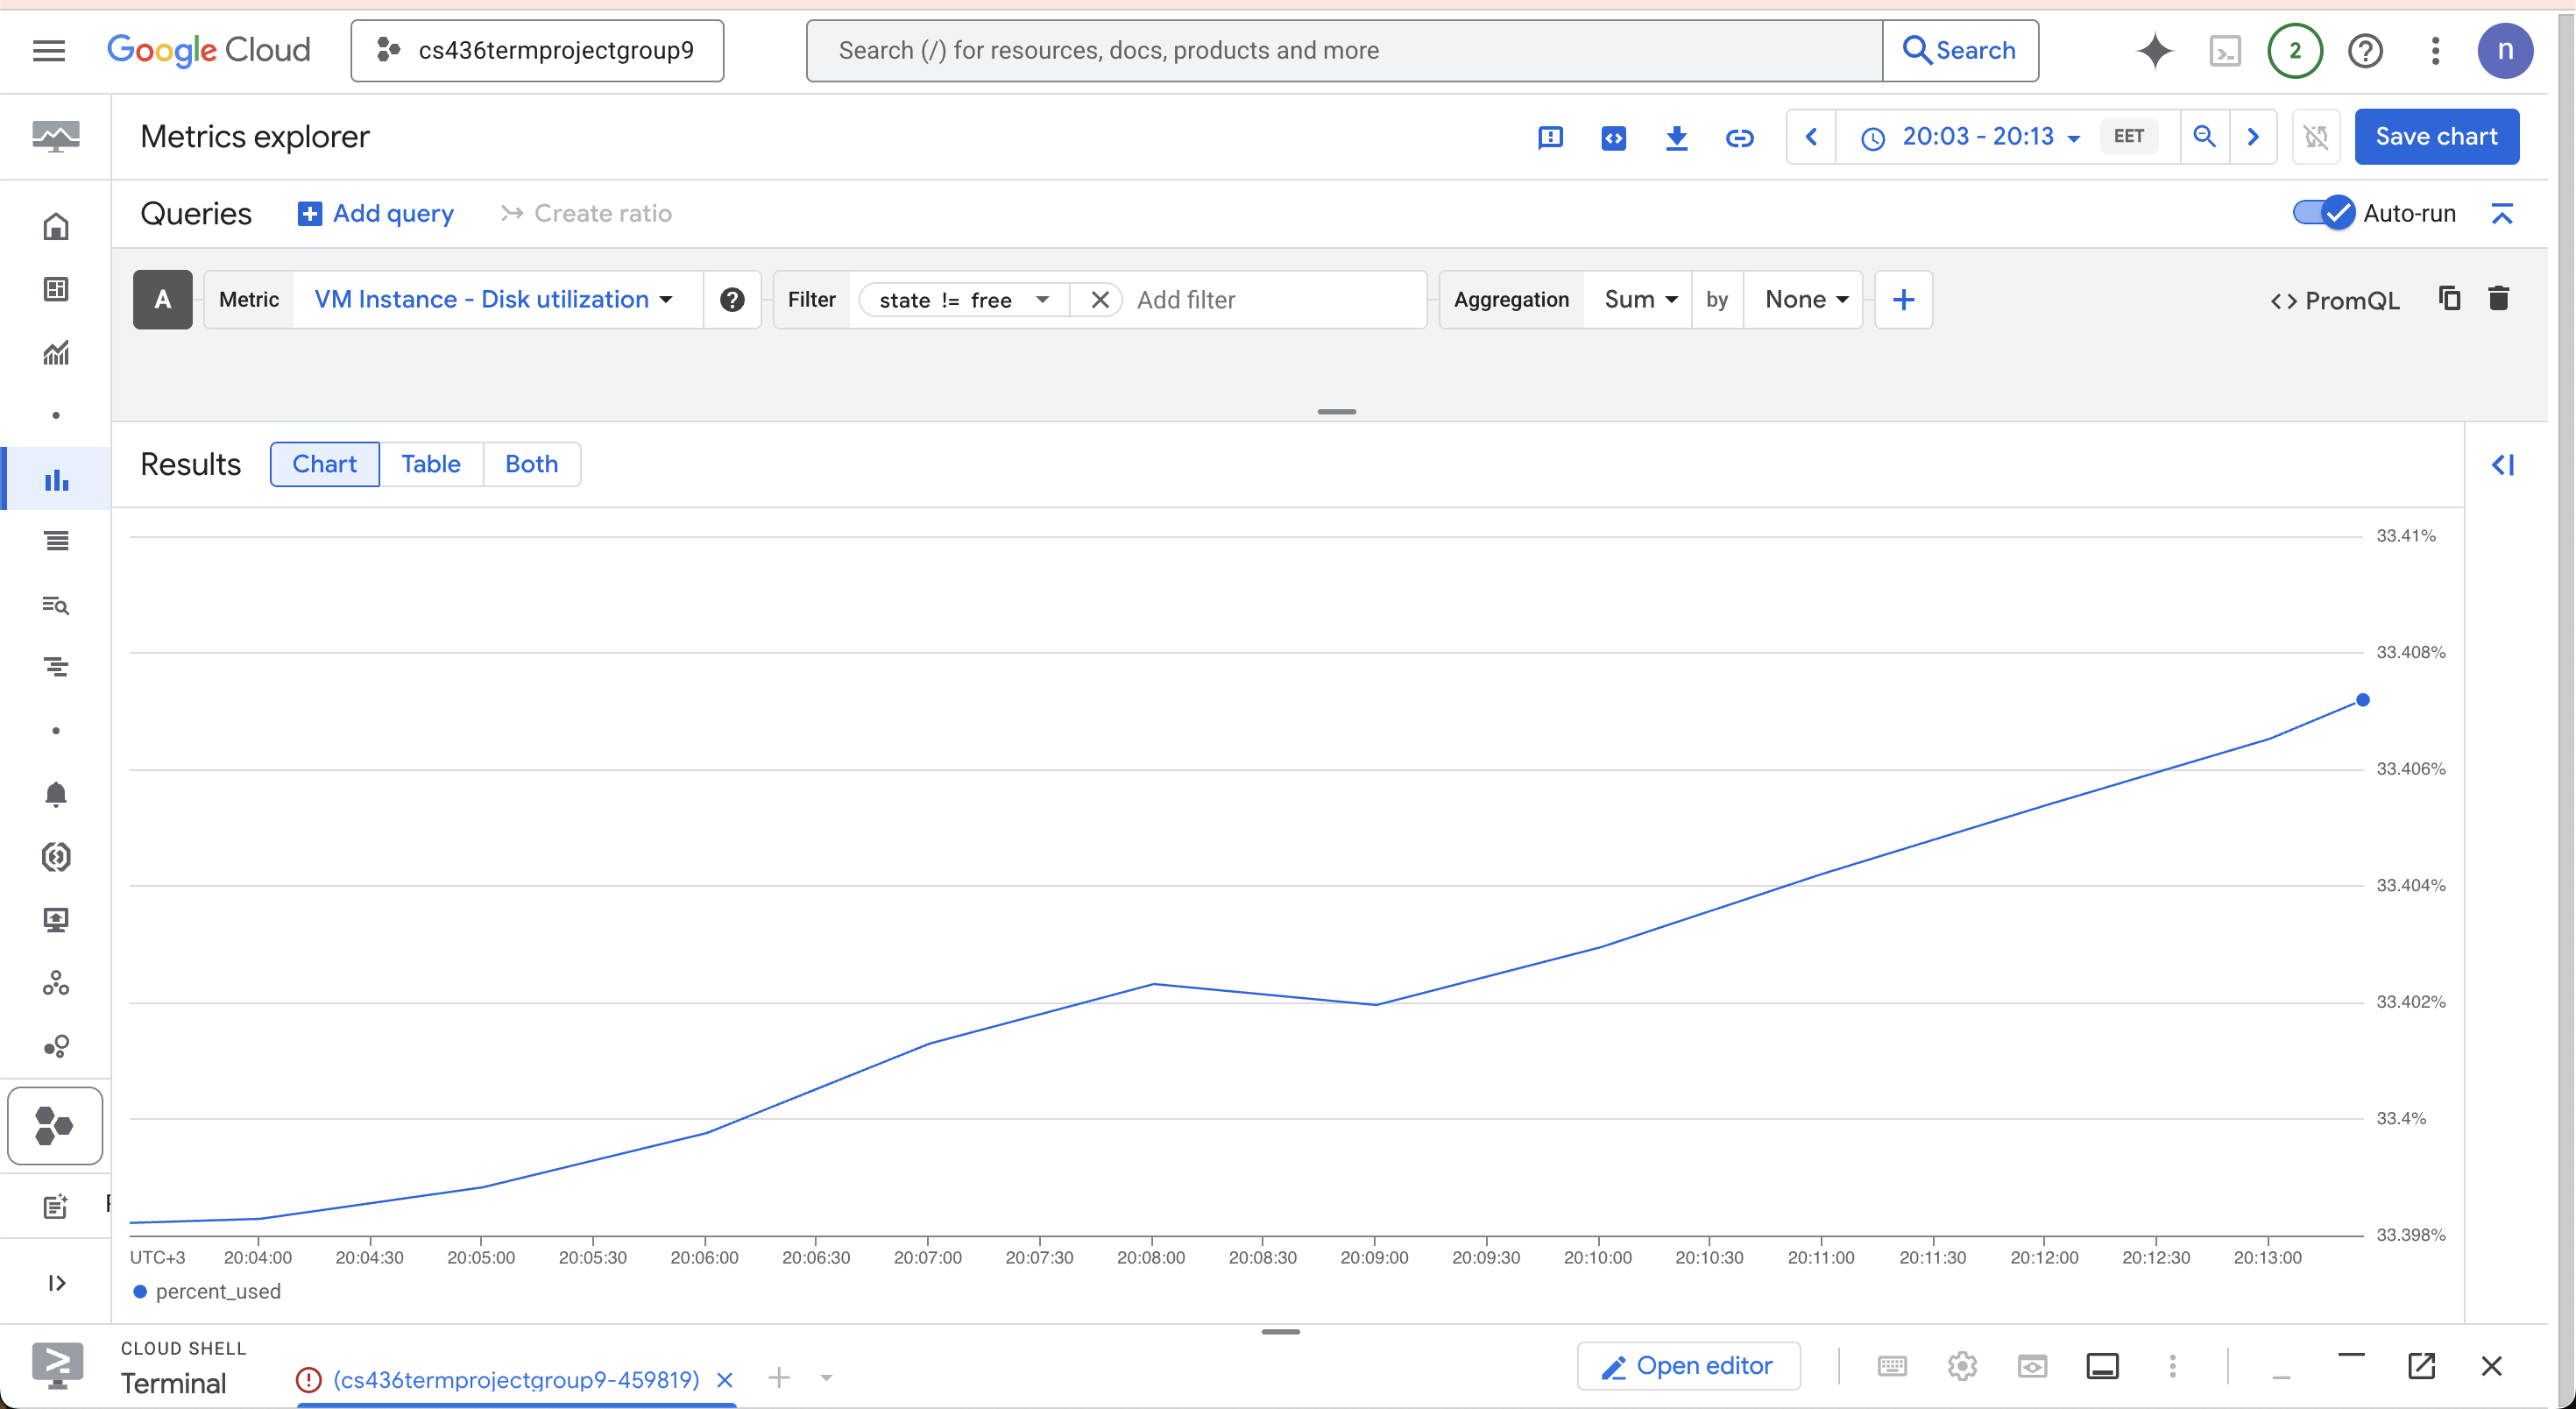 Google Cloud
cs436termprojectgroup9
Search (/) for resources, docs, products and more
Search
2
n
Metrics explorer
20:03 - 20:13
EET
Save chart
Queries
Add query
Create ratio
Auto-run
A
Metric
VM Instance - Disk utilization
Filter
state != free
Add filter
Aggregation
Sum
by
None
<> PromQL
Results
Chart
Table
Both
33.41%
33.408%
33.406%
33.404%
33.402%
33.4%
33.398%
UTC+3 20:04:00 20:04:30 20:05:00 20:05:30 20:06:00 20:06:30 20:07:00 20:07:30 20:08:00 20:08:30 20:09:00 20:09:30 20:10:00 20:10:30 20:11:00 20:11:30 20:12:00 20:12:30 20:13:00
percent_used
CLOUD SHELL
Terminal
(cs436termprojectgroup9-459819)
Open editor